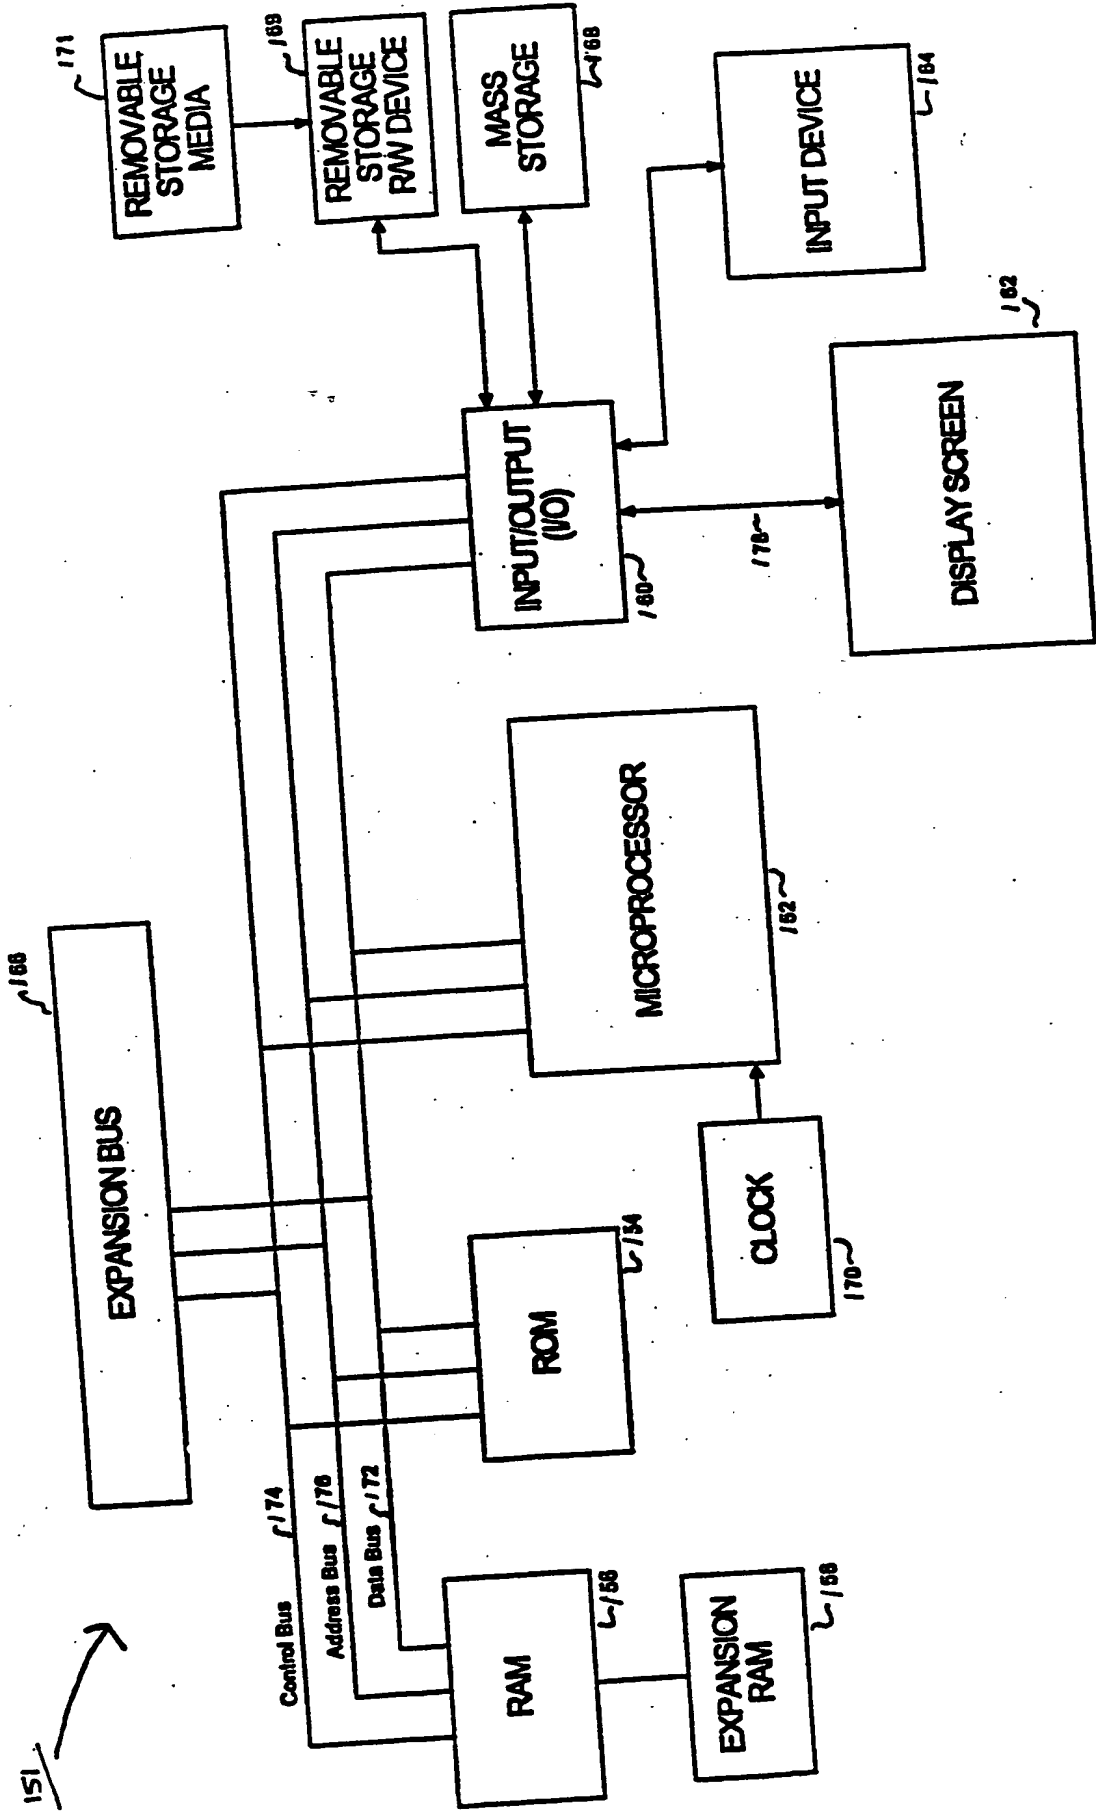 151
166
EXPANSION BUS
Control Bus
174
Address Bus
176
Data Bus
172
RAM
156
EXPANSION
RAM
158
ROM
154
CLOCK
170
MICROPROCESSOR
152
INPUT/OUTPUT
(I/O)
160
178
DISPLAY SCREEN
162
REMOVABLE
STORAGE
MEDIA
171
REMOVABLE
STORAGE
R/W DEVICE
169
MASS
STORAGE
168
INPUT DEVICE
164